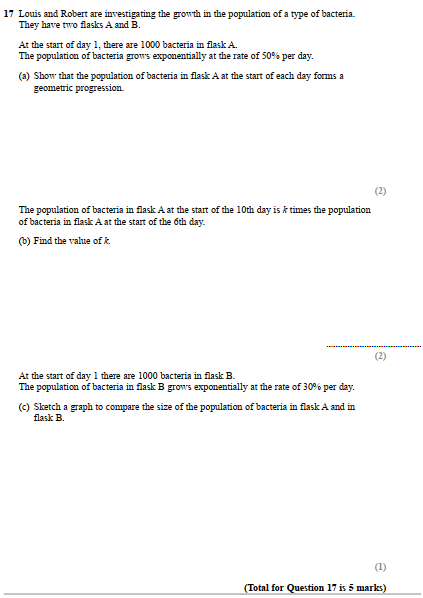 17 Louis and Robert are investigating the growth in the population of a type of bacteria.
They have two flasks A and B.
At the start of day 1, there are 1000 bacteria in flask A.
The population of bacteria grows exponentially at the rate of 50% per day.
(a) Show that the population of bacteria in flask A at the start of each day forms a
geometric progression.
(2)
The population of bacteria in flask A at the start of the 10th day is k times the population
of bacteria in flask A at the start of the 6th day.
(b) Find the value of k.
(2)
At the start of day 1 there are 1000 bacteria in flask B.
The population of bacteria in flask B grows exponentially at the rate of 30% per day.
(c) Sketch a graph to compare the size of the population of bacteria in flask A and in
flask B.
(1)
(Total for Question 17 is 5 marks)